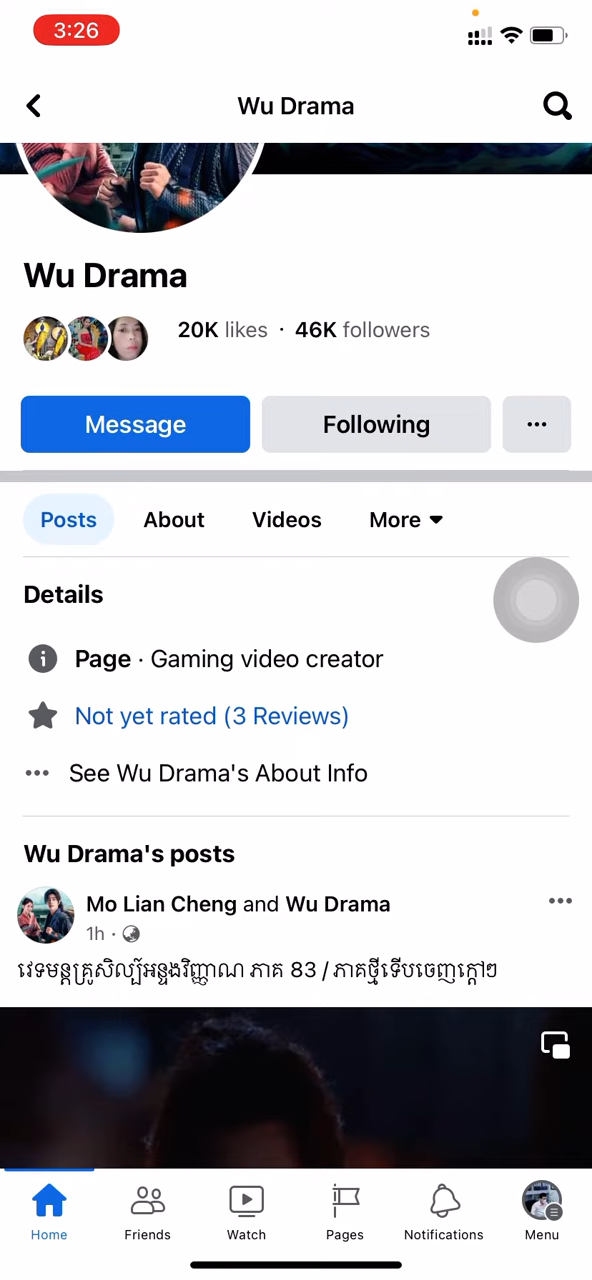 3:26
Wu Drama
Wu Drama
20K likes · 46K followers
Message
Following
Posts
About
Videos
More
Details
Page · Gaming video creator
Not yet rated (3 Reviews)
See Wu Drama's About Info
Wu Drama's posts
Mo Lian Cheng and Wu Drama
1h ·
វេទមន្តគ្រូសិល្ប៍អន្ទងវិញ្ញាណ ភាគ 83 / ភាគថ្មីទើបចេញក្តៅៗ
Home
Friends
Watch
Pages
Notifications
Menu